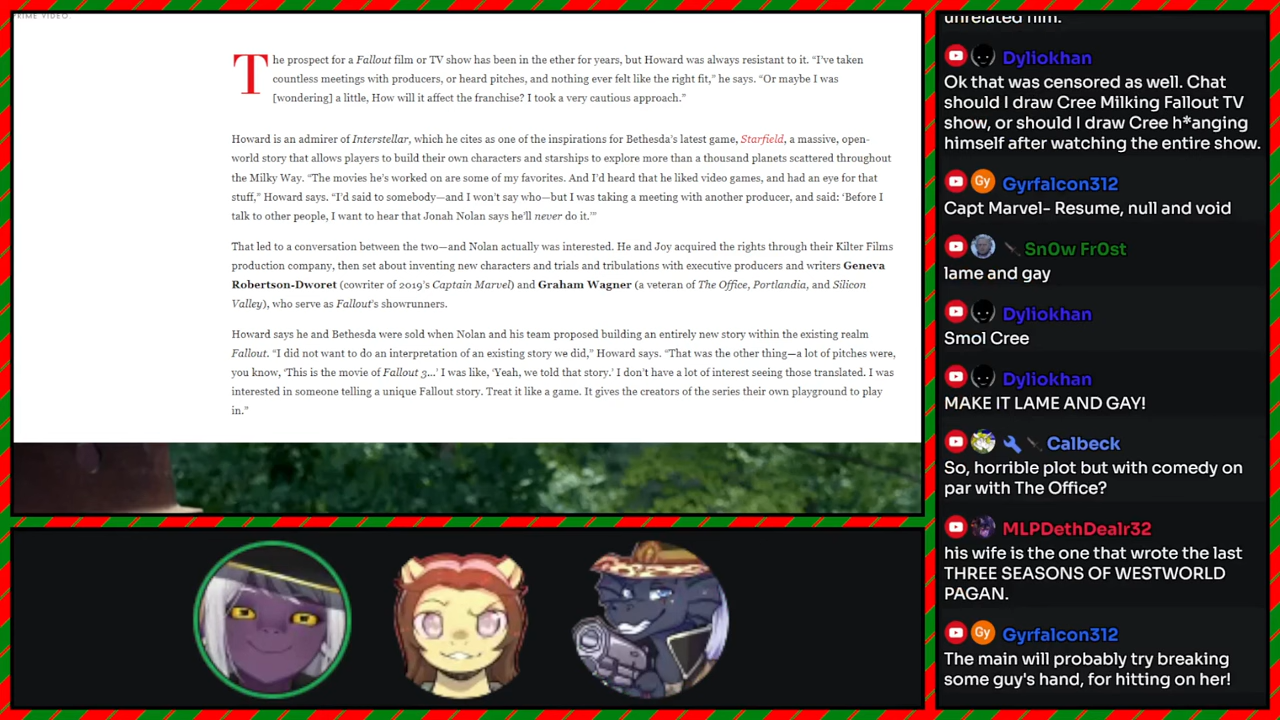 PRIME VIDEO
The prospect for a Fallout film or TV show has been in the ether for years, but Howard was always resistant to it. “I’ve taken
countless meetings with producers, or heard pitches, and nothing ever felt like the right fit,” he says. “Or maybe I was
[wondering] a little, How will it affect the franchise? I took a very cautious approach.”
Howard is an admirer of Interstellar, which he cites as one of the inspirations for Bethesda’s latest game, Starfield, a massive, open-
world story that allows players to build their own characters and starships to explore more than a thousand planets scattered throughout
the Milky Way. “The movies he’s worked on are some of my favorites. And I’d heard that he liked video games, and had an eye for that
stuff,” Howard says. “I’d said to somebody—and I won’t say who—but I was taking a meeting with another producer, and said: ‘Before I
talk to other people, I want to hear that Jonah Nolan says he’ll never do it.’”
That led to a conversation between the two—and Nolan actually was interested. He and Joy acquired the rights through their Kilter Films
production company, then set about inventing new characters and trials and tribulations with executive producers and writers Geneva
Robertson-Dworet (cowriter of 2019’s Captain Marvel) and Graham Wagner (a veteran of The Office, Portlandia, and Silicon
Valley), who serve as Fallout’s showrunners.
Howard says he and Bethesda were sold when Nolan and his team proposed building an entirely new story within the existing realm
Fallout. “I did not want to do an interpretation of an existing story we did,” Howard says. “That was the other thing—a lot of pitches were,
you know, ‘This is the movie of Fallout 3...’ I was like, ‘Yeah, we told that story.’ I don’t have a lot of interest seeing those translated. I was
interested in someone telling a unique Fallout story. Treat it like a game. It gives the creators of the series their own playground to play
in.”
unrelated film.
Dyliokhan
Ok that was censored as well. Chat
should I draw Cree Milking Fallout TV
show, or should I draw Cree h*anging
himself after watching the entire show.
Gy Gyrfalcon312
Capt Marvel- Resume, null and void
Sn0w Fr0st
lame and gay
Dyliokhan
Smol Cree
Dyliokhan
MAKE IT LAME AND GAY!
Calbeck
So, horrible plot but with comedy on
par with The Office?
MLPDethDealr32
his wife is the one that wrote the last
THREE SEASONS OF WESTWORLD
PAGAN.
Gy Gyrfalcon312
The main will probably try breaking
some guy's hand, for hitting on her!